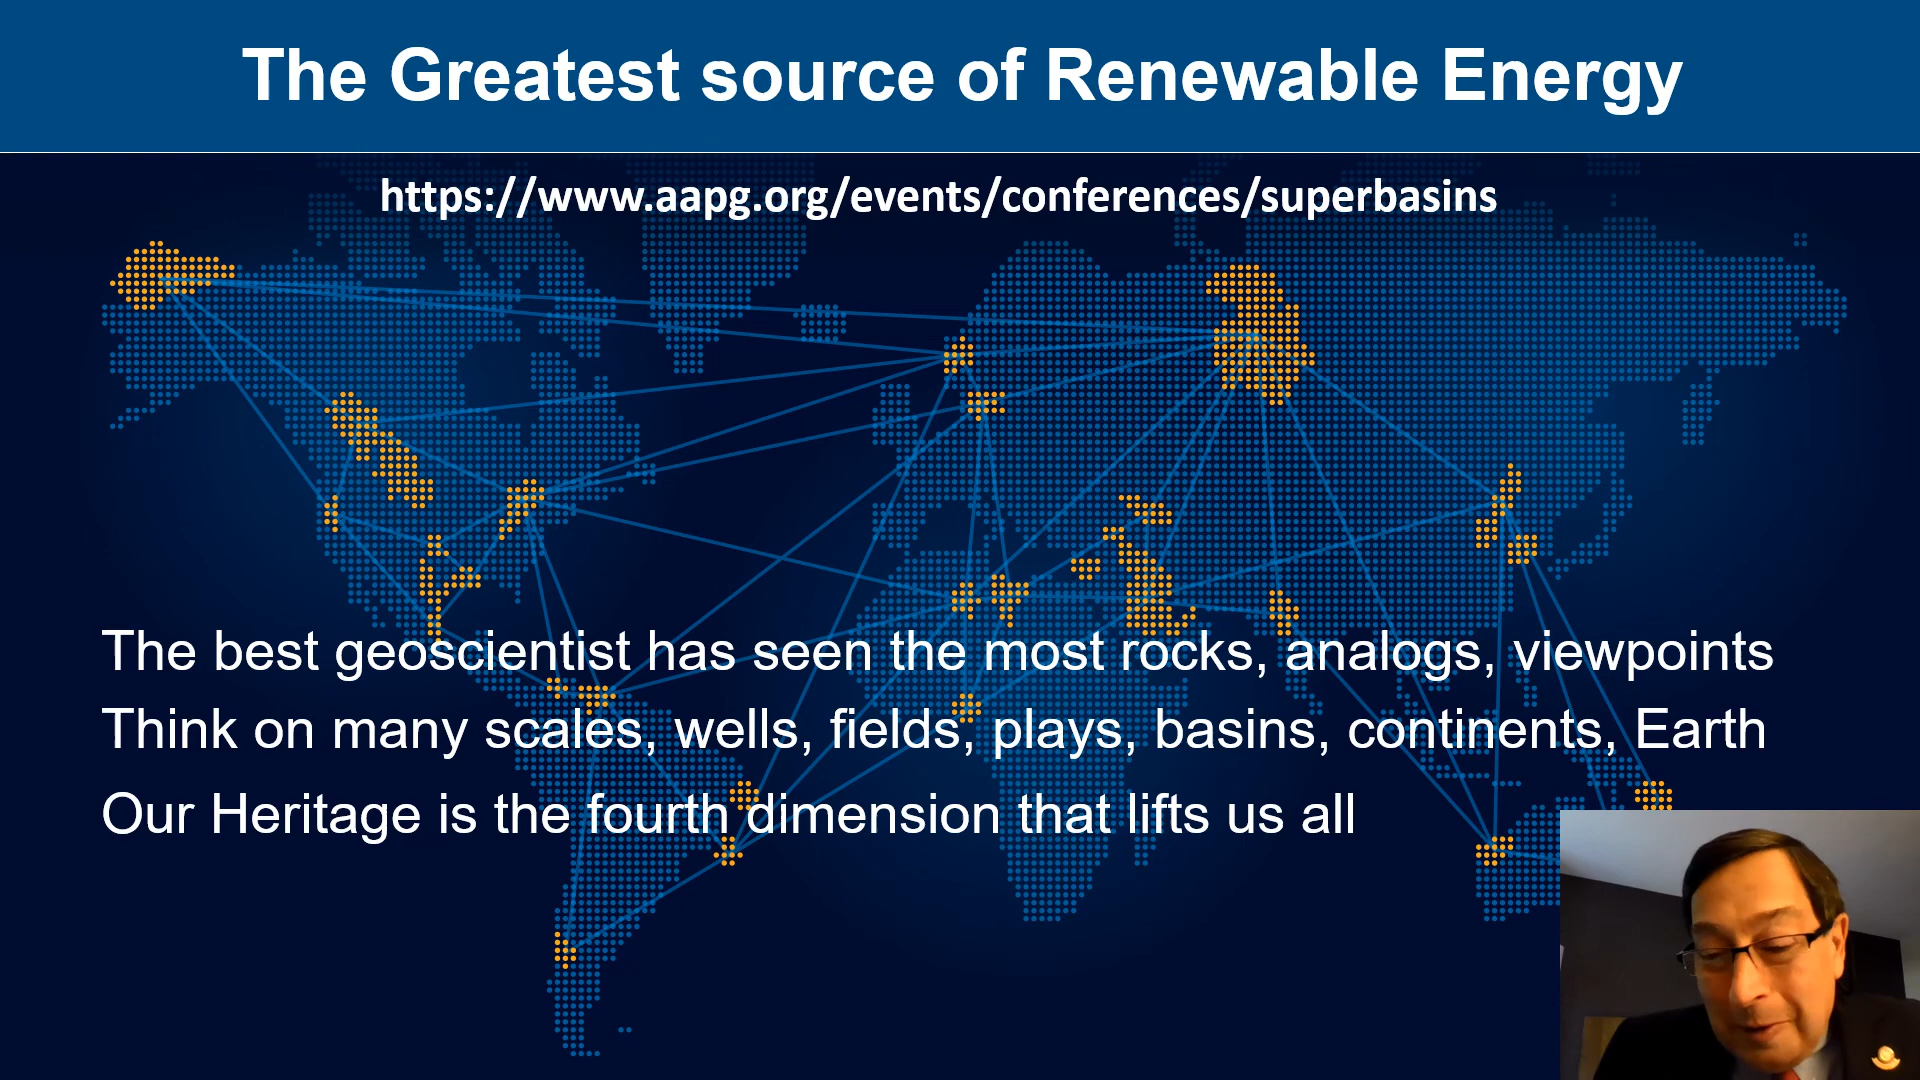 The Greatest source of Renewable Energy
https://www.aapg.org/events/conferences/superbasins
The best geoscientist has seen the most rocks, analogs, viewpoints
Think on many scales, wells, fields, plays, basins, continents, Earth
Our Heritage is the fourth dimension that lifts us all